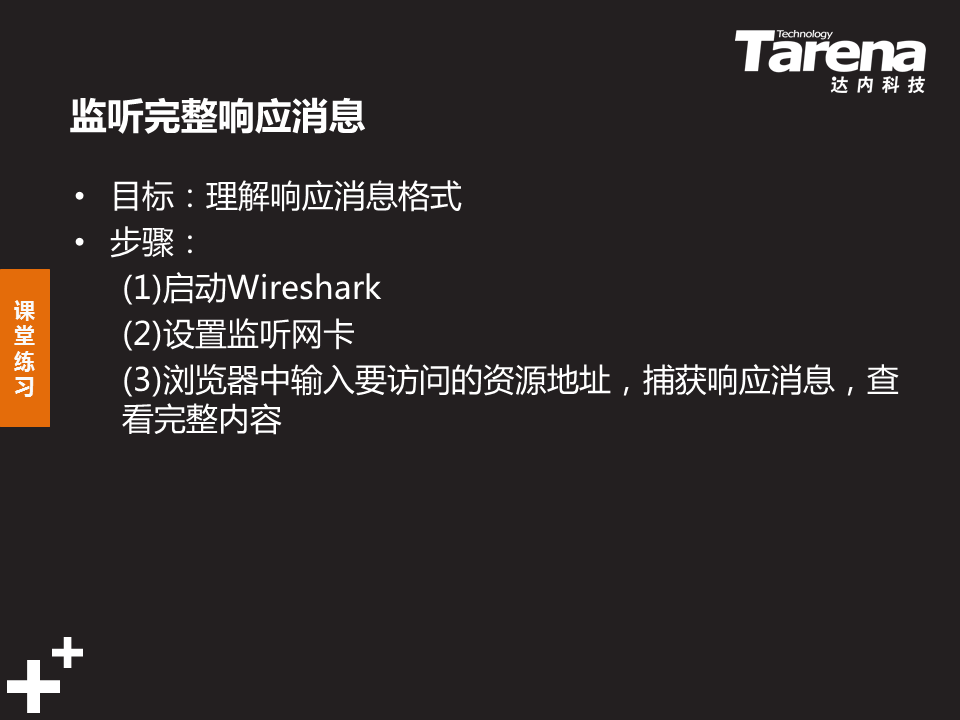 Technology
Tarena
达内科技
监听完整响应消息
• 目标：理解响应消息格式
• 步骤：
(1)启动Wireshark
(2)设置监听网卡
(3)浏览器中输入要访问的资源地址，捕获响应消息，查
看完整内容
课
堂
练
习